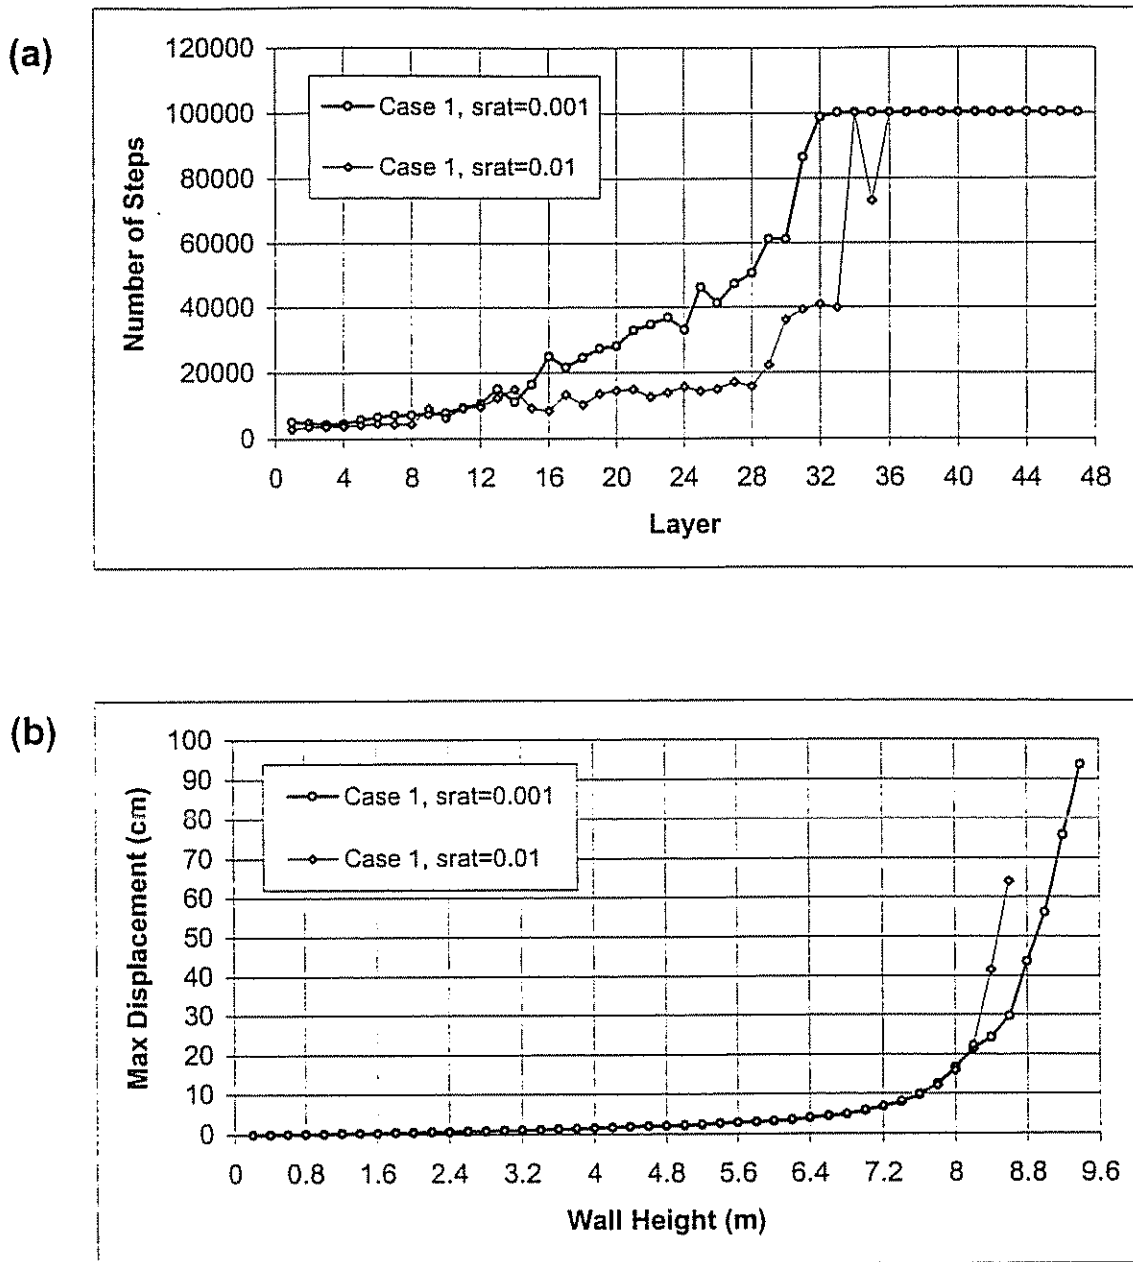 (a)
120000
100000
80000
60000
40000
20000
0
Number of Steps
Case 1, srat=0.001
Case 1, srat=0.01
0 4 8 12 16 20 24 28 32 36 40 44 48
Layer
(b)
100
90
80
70
60
50
40
30
20
10
0
Max Displacement (cm)
Case 1, srat=0.001
Case 1, srat=0.01
0 0.8 1.6 2.4 3.2 4 4.8 5.6 6.4 7.2 8 8.8 9.6
Wall Height (m)